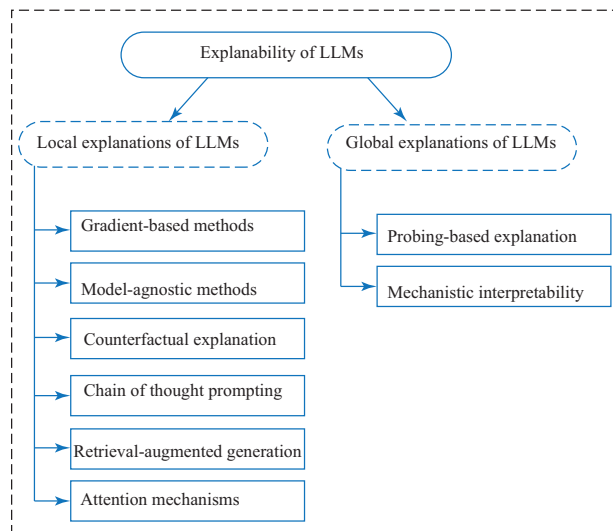 Explanability of LLMs
Local explanations of LLMs
Global explanations of LLMs
Gradient-based methods
Model-agnostic methods
Counterfactual explanation
Chain of thought prompting
Retrieval-augmented generation
Attention mechanisms
Probing-based explanation
Mechanistic interpretability